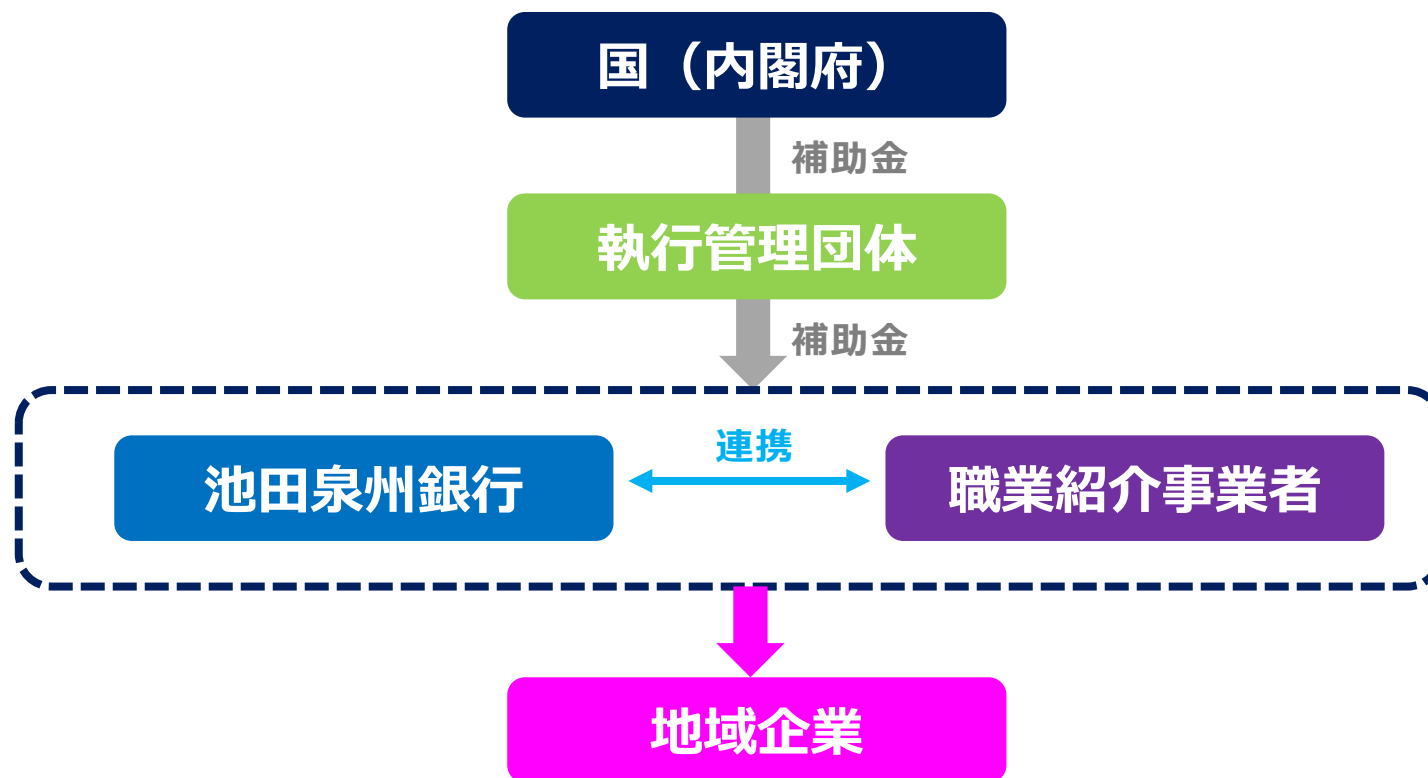 国（内閣府）
補助金
執行管理団体
補助金
連携
池田泉州銀行
職業紹介事業者
地域企業